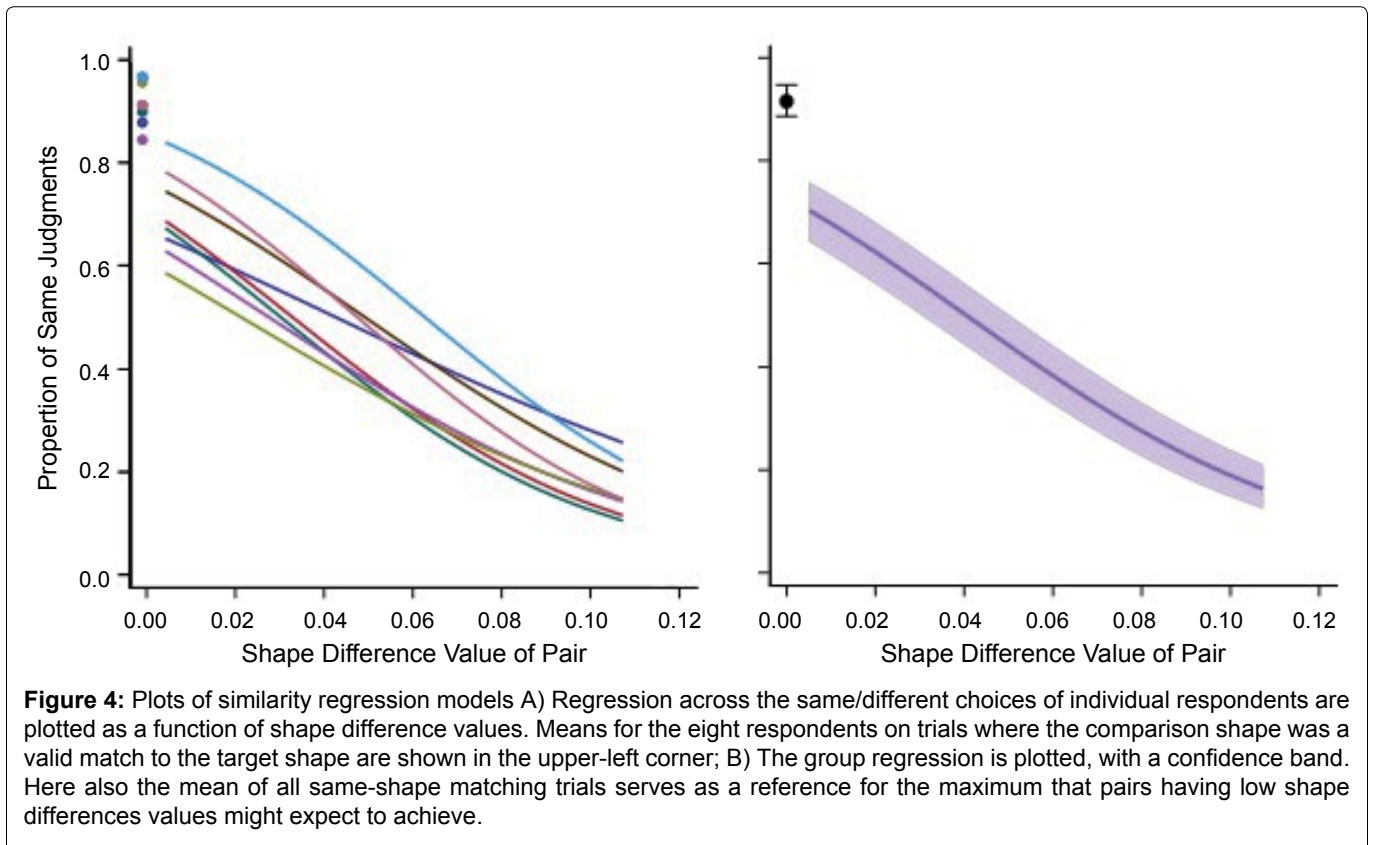 1.0
0.8
0.6
0.4
0.2
0.0
Propertion of Same Judgments
0.00 0.02 0.04 0.06 0.08 0.10 0.12
Shape Difference Value of Pair
0.00 0.02 0.04 0.06 0.08 0.10 0.12
Shape Difference Value of Pair
Figure 4: Plots of similarity regression models A) Regression across the same/different choices of individual respondents are
plotted as a function of shape difference values. Means for the eight respondents on trials where the comparison shape was a
valid match to the target shape are shown in the upper-left corner; B) The group regression is plotted, with a confidence band.
Here also the mean of all same-shape matching trials serves as a reference for the maximum that pairs having low shape
differences values might expect to achieve.